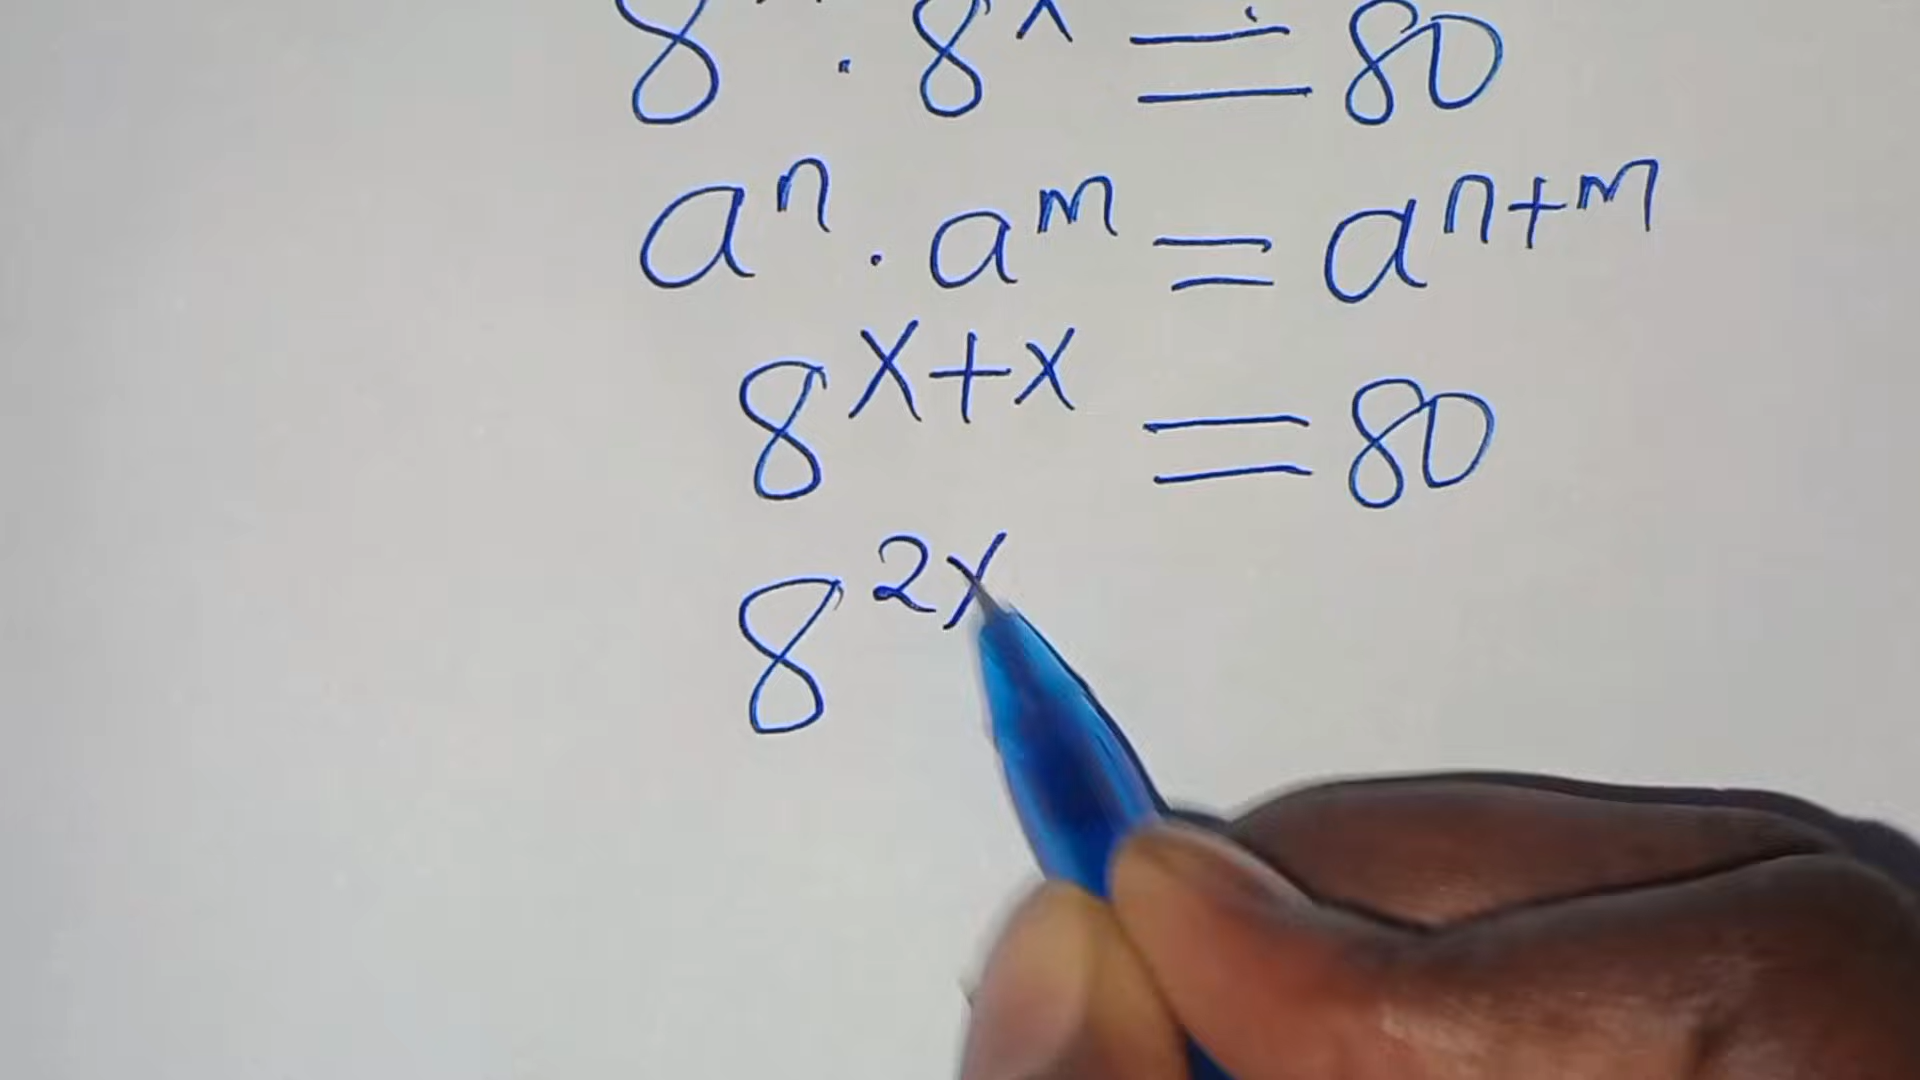 8^x · 8^x = 80
a^n · a^m = a^{n+m}
8^{x+x} = 80
8^{2x}